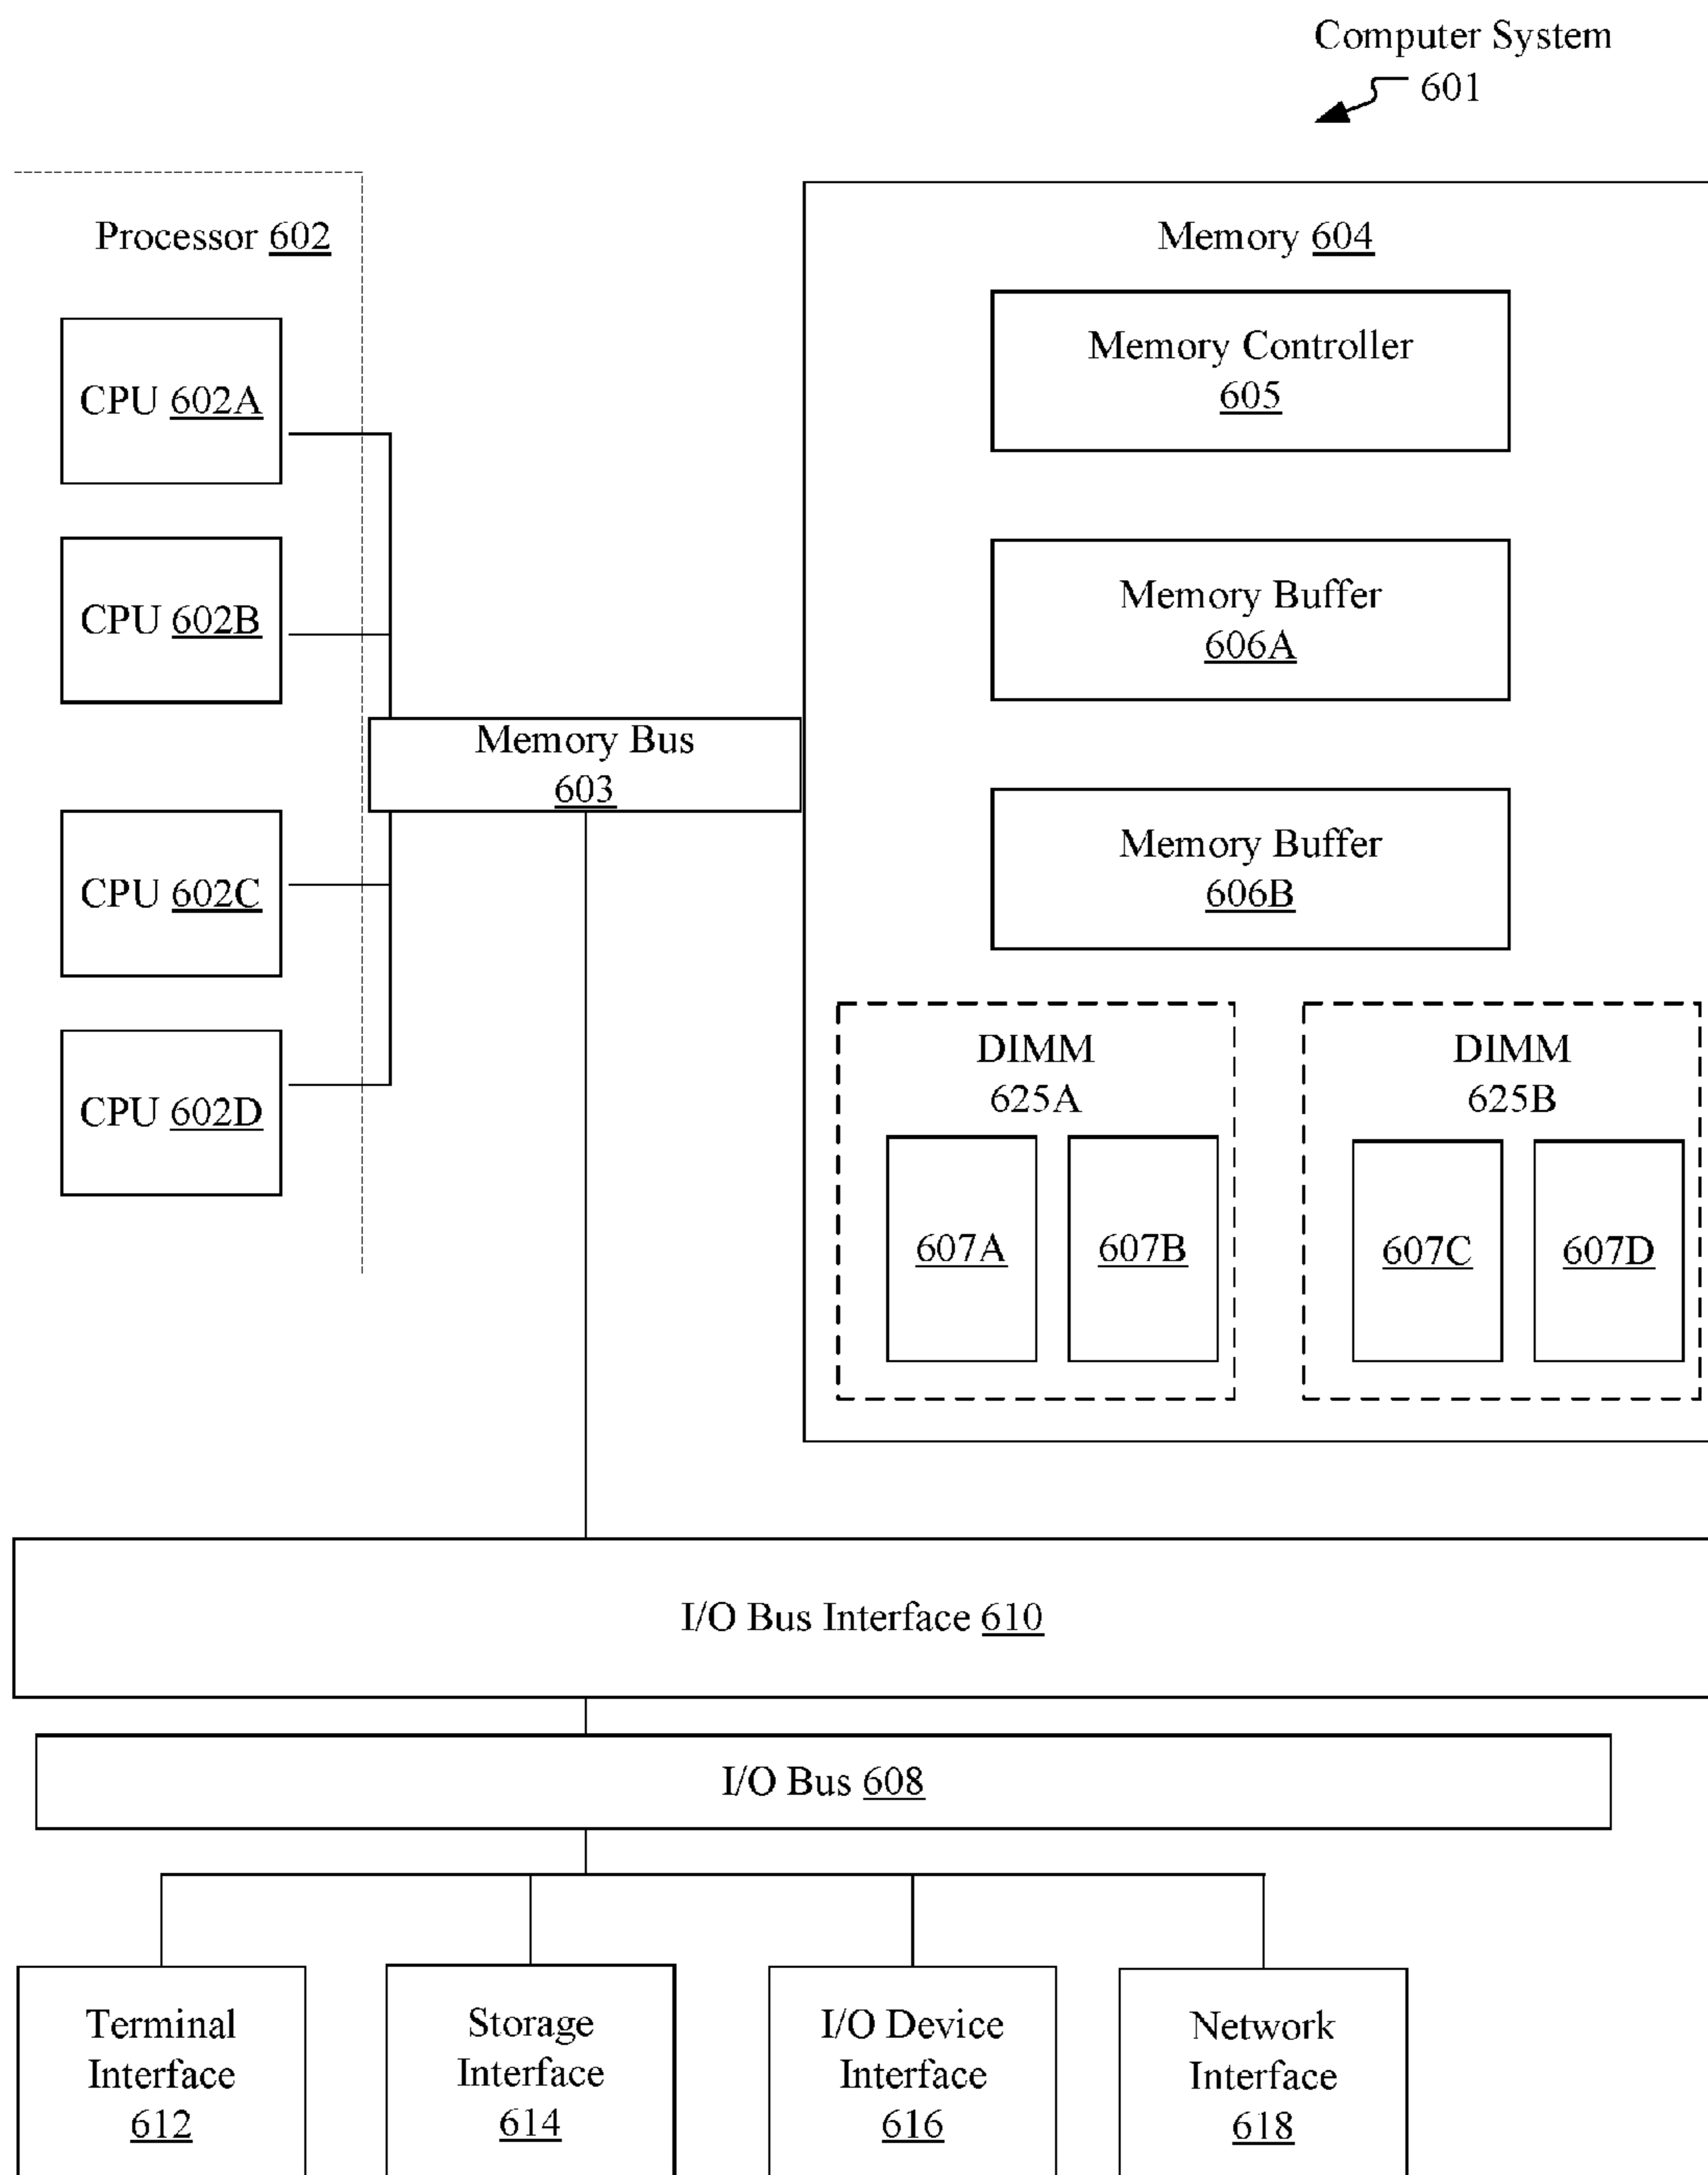 Computer System
601
Processor 602
CPU 602A
CPU 602B
CPU 602C
CPU 602D
Memory Bus
603
Memory 604
Memory Controller
605
Memory Buffer
606A
Memory Buffer
606B
DIMM
625A
607A
607B
DIMM
625B
607C
607D
I/O Bus Interface 610
I/O Bus 608
Terminal
Interface
612
Storage
Interface
614
I/O Device
Interface
616
Network
Interface
618